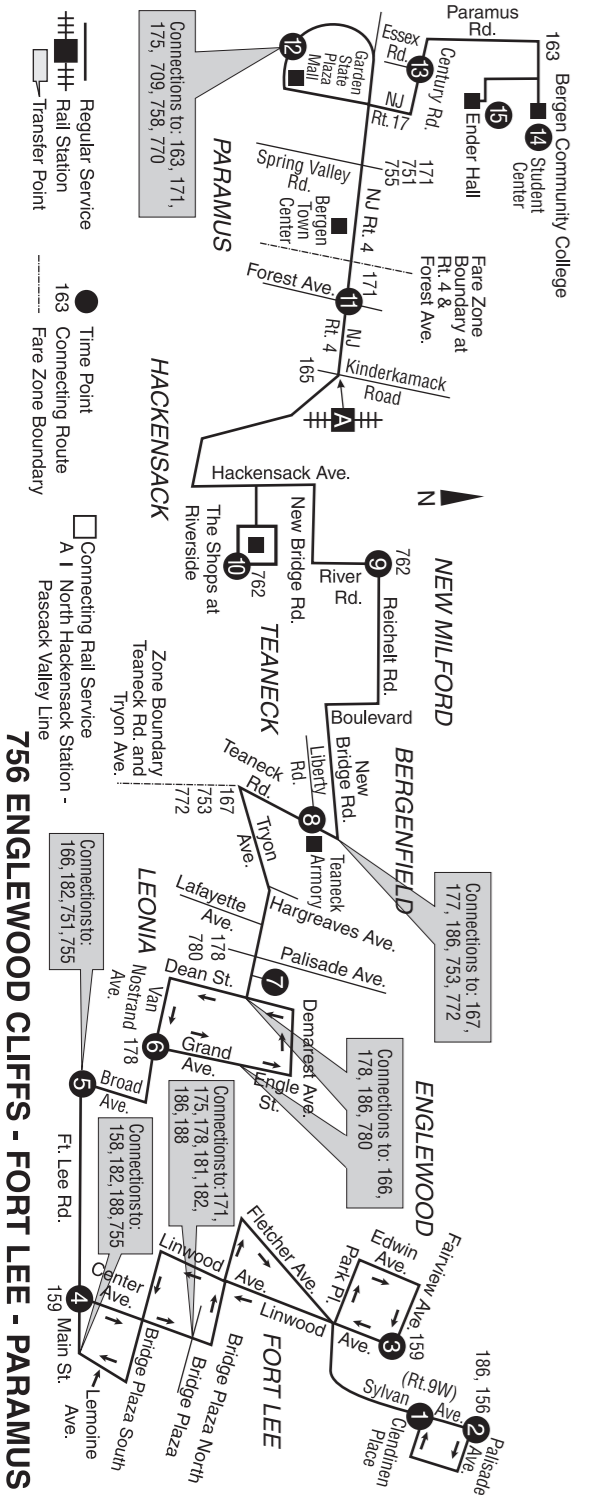 163
Bergen Community College
Paramus
Rd.
Essex
Rd.
13
Century Rd.
15
Ender Hall
14
Student
Center
12
Garden
State
Plaza
Mall
NJ
Rt. 17
Connections to: 163, 171,
175, 709, 758, 770
PARAMUS
Spring Valley
Rd.
171
751
755
NJ Rt. 4
Bergen
Town
Center
Fare Zone
Boundary at
Rt. 4 &
Forest Ave.
Forest Ave.
11
171
NJ
Rt. 4
165
Kinderkamack
Road
A
HACKENSACK
Hackensack Ave.
N
New Bridge Rd.
The Shops at
Riverside
10
762
9
762
River
Rd.
NEW MILFORD
Reichelt Rd.
Boulevard
TEANECK
New
Bridge Rd.
BERGENFIELD
Connections to: 167,
177, 186, 753, 772
Liberty
Rd.
8
Teaneck
Armory
Teaneck
Rd.
Zone Boundary
Teaneck Rd. and
Tryon Ave.
167
753
772
Tryon
Ave.
Hargreaves Ave.
Lafayette
Ave.
178
780
Palisade Ave.
7
LEONIA
Dean St.
Demarest Ave.
Van
Nostrand
Ave.
178
6
Grand
Ave.
Engle
St.
ENGLEWOOD
Connections to: 166,
178, 186, 780
Connections to:
166,182,751,755
5
Broad
Ave.
Ft. Lee Rd.
Connections to: 171,
175,178,181,182,
186,188
Connections to:
158,182,188,755
4
159
Main St.
Center
Ave.
Lemoine
Ave.
Linwood
Ave.
Fletcher Ave.
Linwood
Ave.
Bridge Plaza South
Bridge Plaza
Bridge Plaza North
FORT LEE
Edwin
Ave.
Park Pl.
Fairview Ave.
159
3
186, 156
(Rt.9W)
Sylvan
Ave.
1
2
Clendinen
Place
Palisade
Ave.
Regular Service
Rail Station
Transfer Point
Time Point
163
Connecting Route
Fare Zone Boundary
Connecting Rail Service
A I North Hackensack Station -
Pascack Valley Line
756 ENGLEWOOD CLIFFS - FORT LEE - PARAMUS